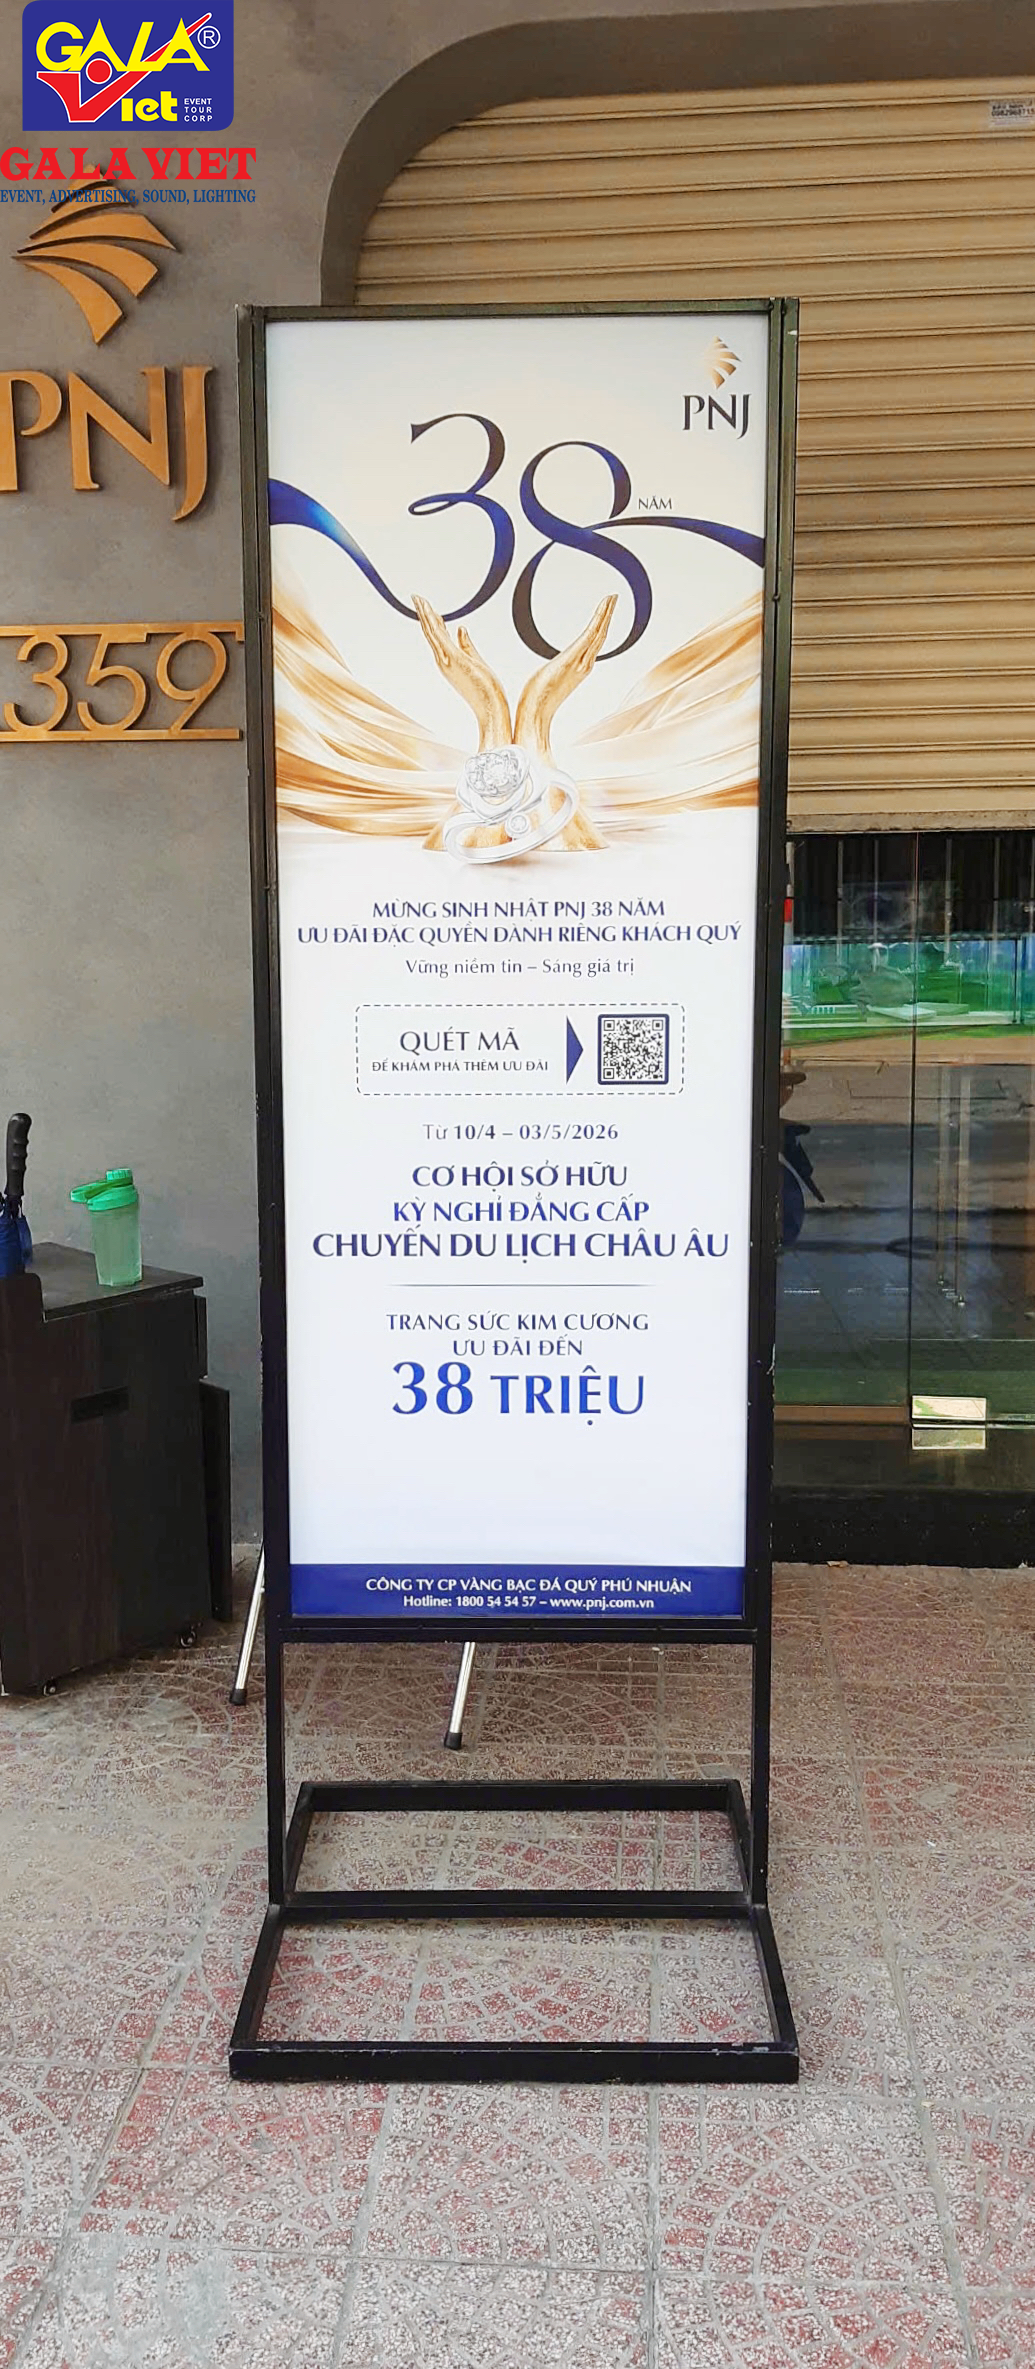 GALA®
Viet EVENT
TOUR
CORP
GALA VIET
EVENT, ADVERTISING, SOUND, LIGHTING
PNJ
359
PNJ
38 NĂM
MỪNG SINH NHẬT PNJ 38 NĂM
ƯU ĐÃI ĐẶC QUYỀN DÀNH RIÊNG KHÁCH QUÝ
Vững niềm tin – Sáng giá trị
QUÉT MÃ
ĐỂ KHÁM PHÁ THÊM ƯU ĐÃI
Từ 10/4 – 03/5/2026
CƠ HỘI SỞ HỮU
KỲ NGHỈ ĐẲNG CẤP
CHUYẾN DU LỊCH CHÂU ÂU
TRANG SỨC KIM CƯƠNG
ƯU ĐÃI ĐẾN
38 TRIỆU
CÔNG TY CP VÀNG BẠC ĐÁ QUÝ PHÚ NHUẬN
Hotline: 1800 54 54 57 – www.pnj.com.vn